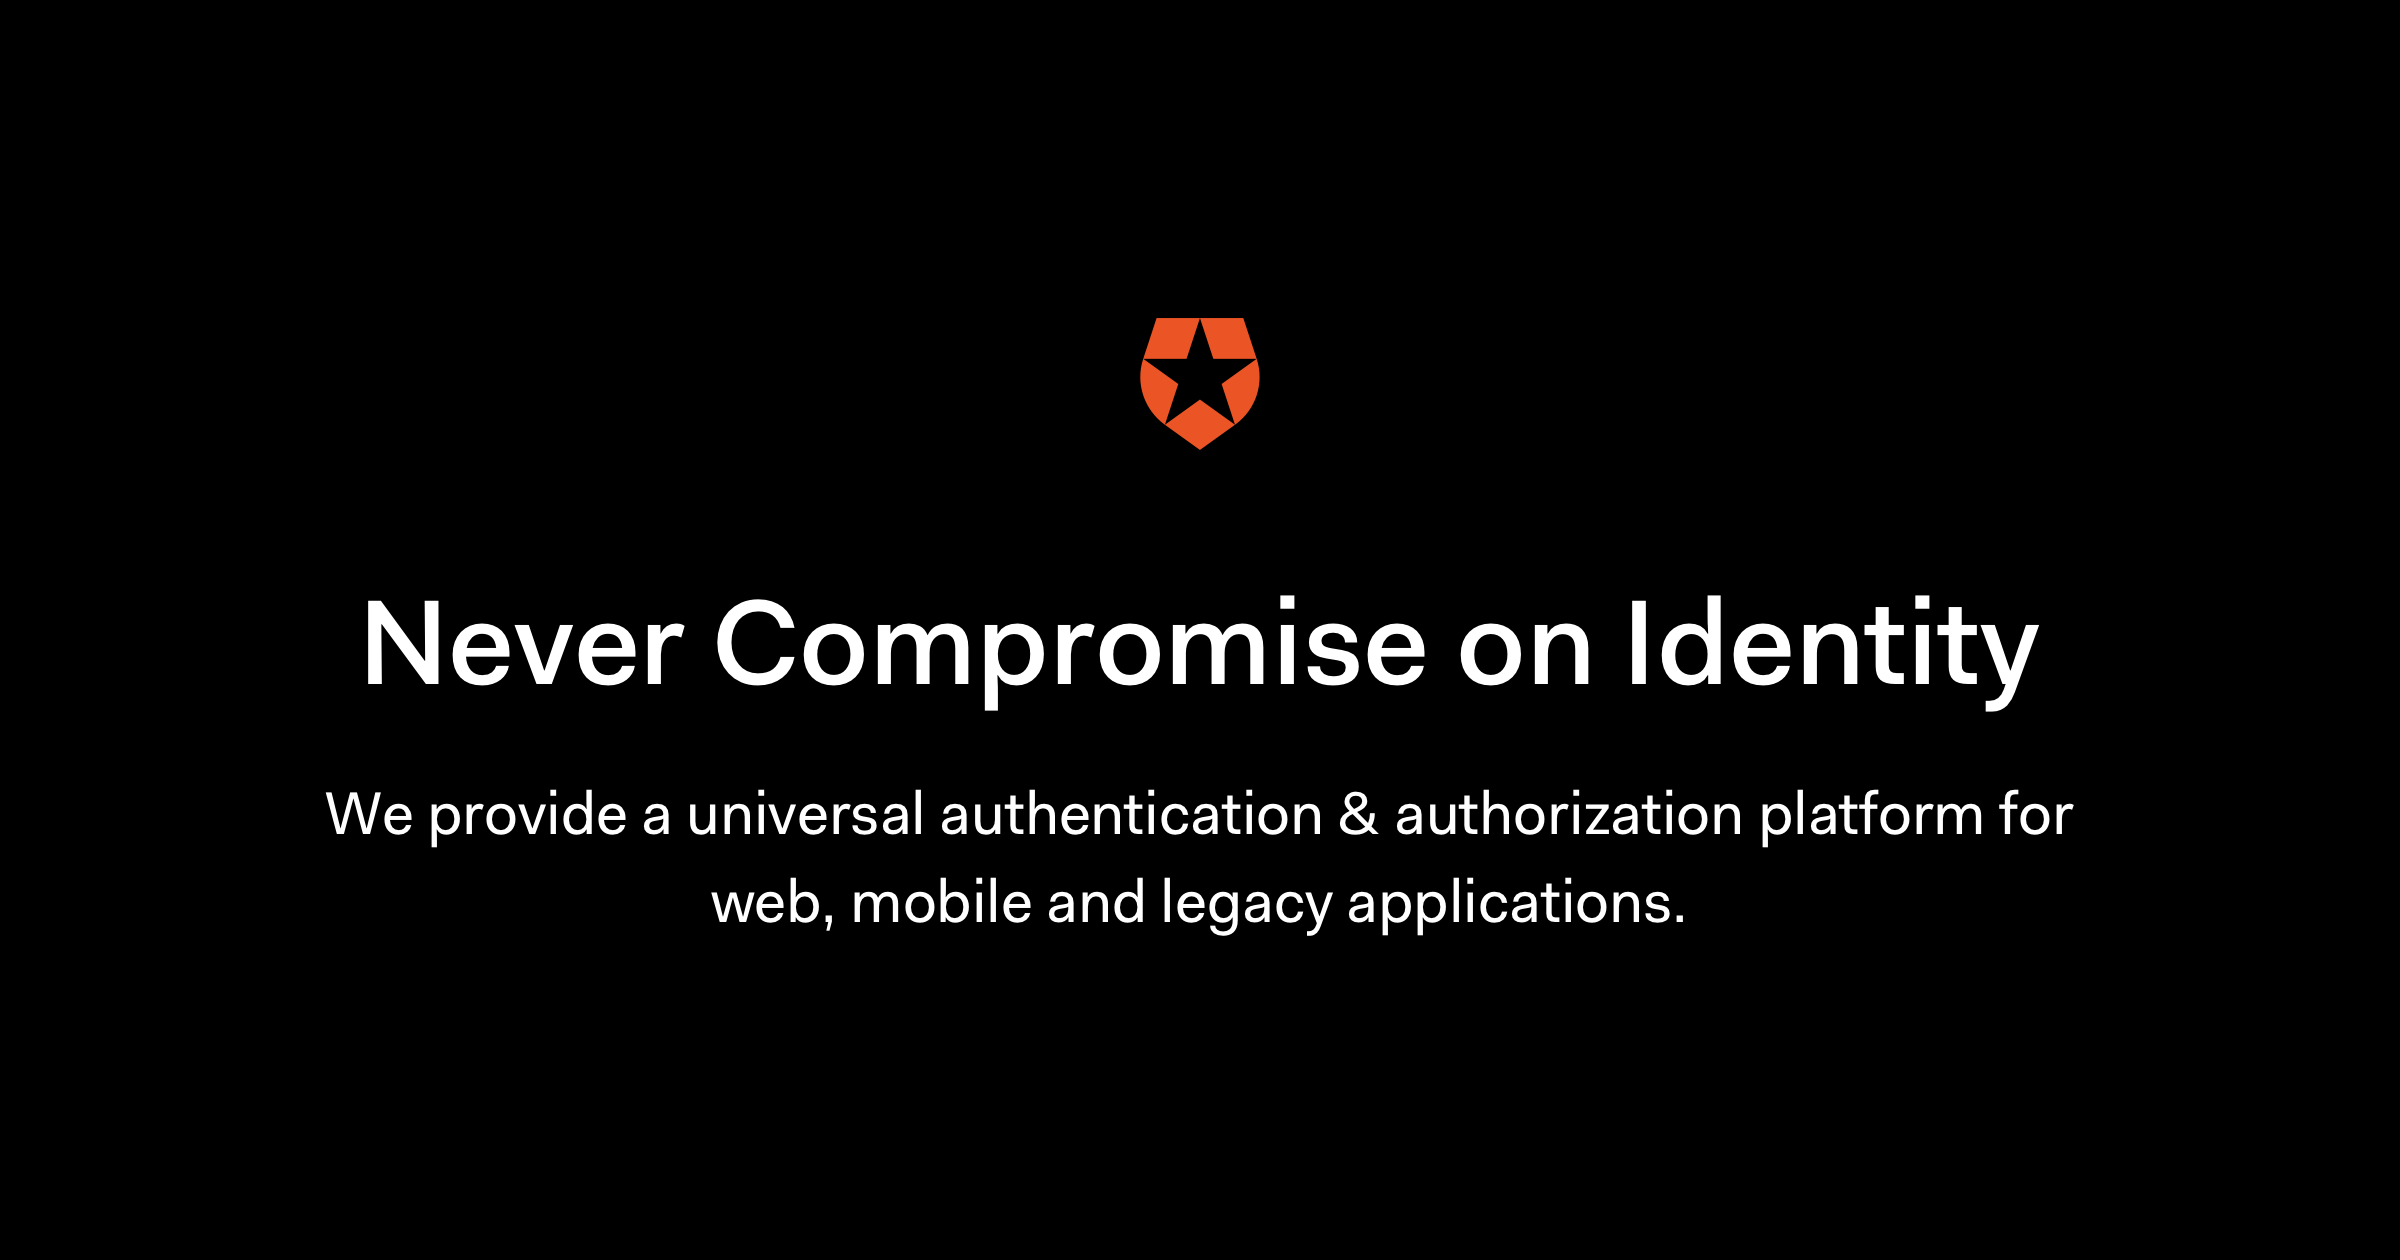 Never Compromise on Identity
We provide a universal authentication & authorization platform for
web, mobile and legacy applications.